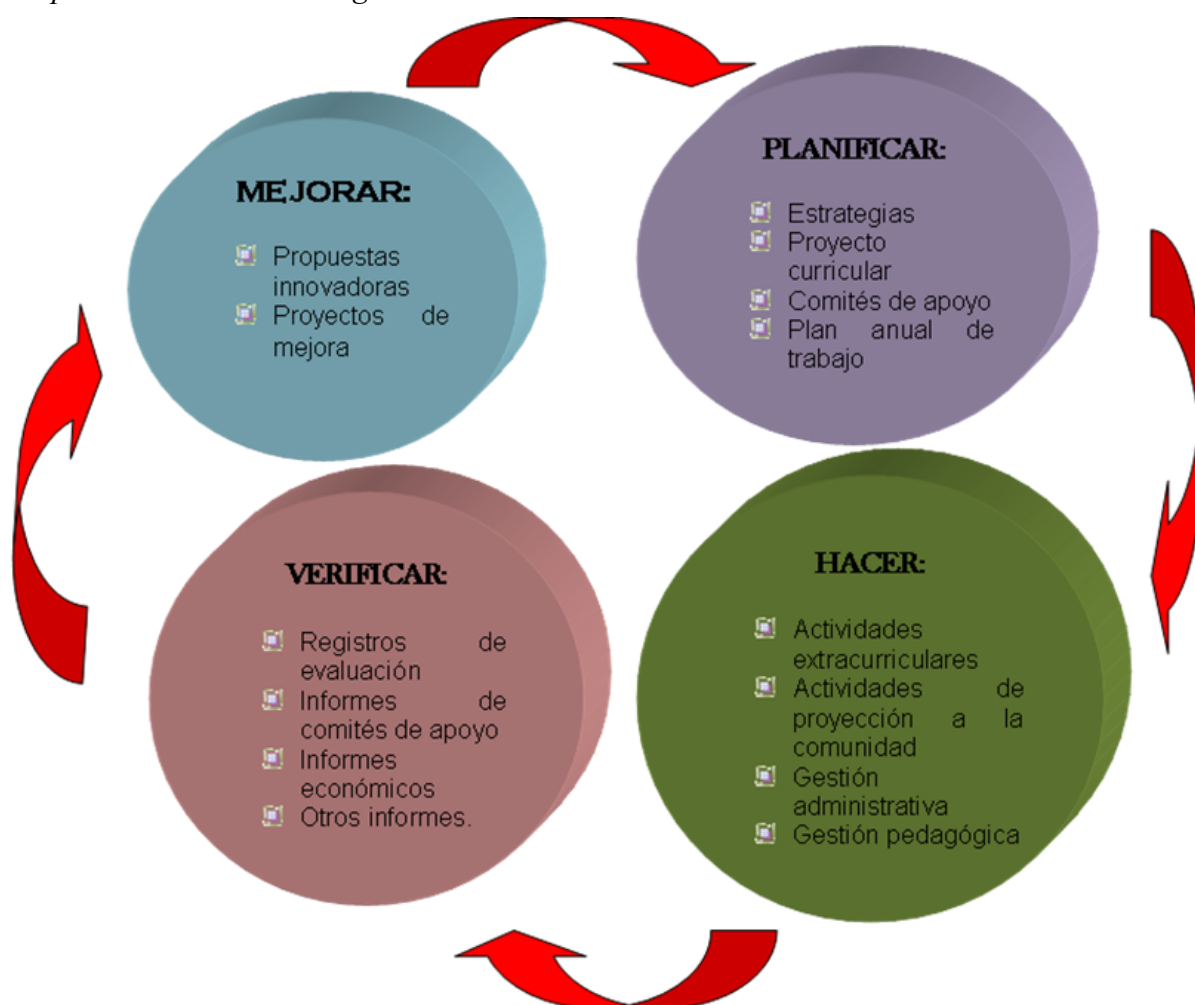 MEJORAR:
Propuestas
innovadoras
Proyectos de
mejora
PLANIFICAR:
Estrategias
Proyecto
curricular
Comités de apoyo
Plan anual de
trabajo
VERIFICAR:
Registros de
evaluación
Informes de
comités de apoyo
Informes
económicos
Otros informes.
HACER:
Actividades
extracurriculares
Actividades de
proyección a la
comunidad
Gestión
administrativa
Gestión pedagógica